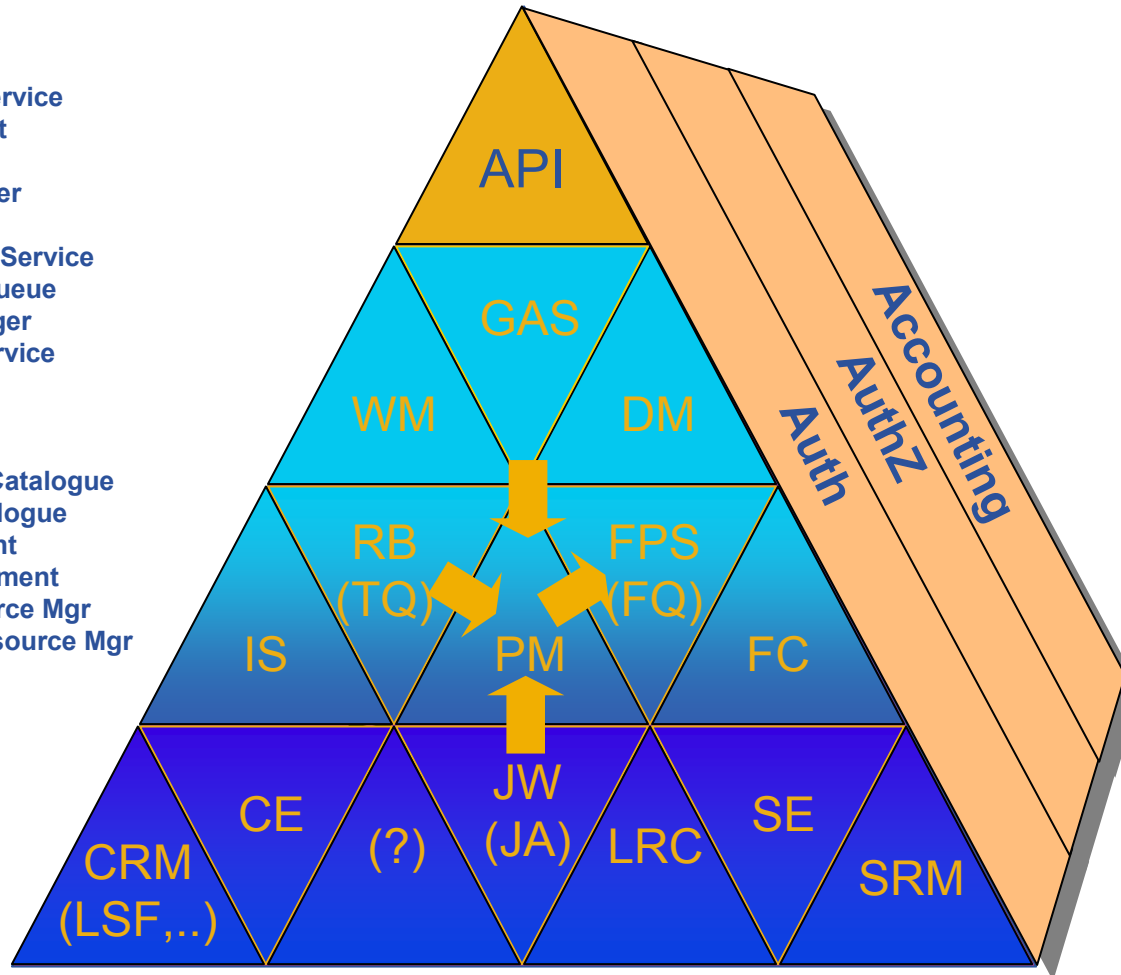 ervice
t
er
Service
ueue
ger
rvice
Catalogue
logue
nt
ment
rce Mgr
source Mgr
API
GAS
WM
DM
RB
(TQ)
FPS
(FQ)
IS
PM
FC
CE
(?)
JW
(JA)
LRC
SE
CRM
(LSF,..)
SRM
Auth
AuthZ
Accounting